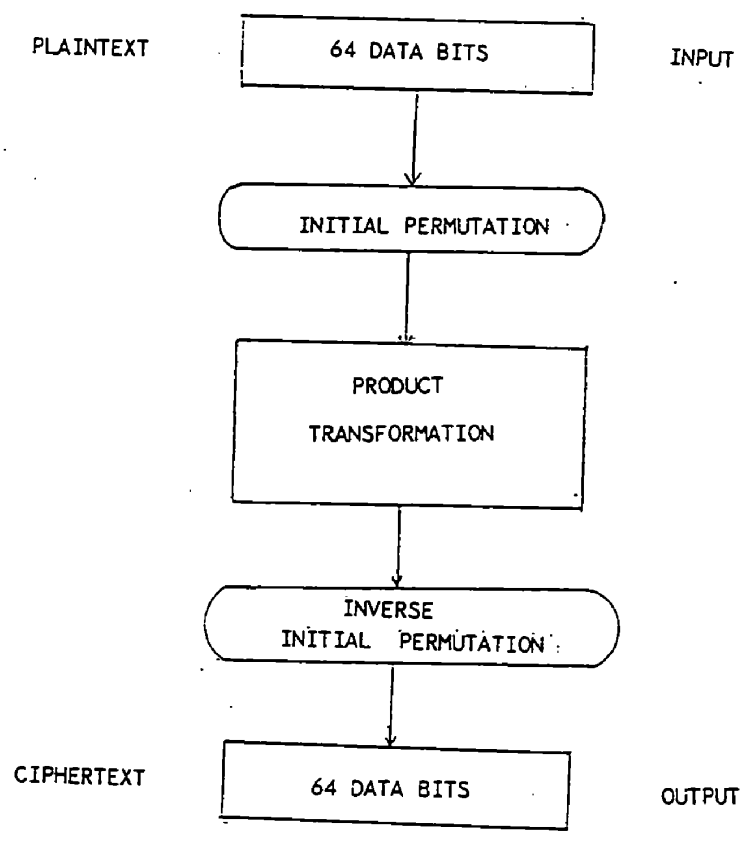 PLAINTEXT 64 DATA BITS INPUT
INITIAL PERMUTATION
PRODUCT
TRANSFORMATION
INVERSE
INITIAL PERMUTATION
CIPHERTEXT 64 DATA BITS OUTPUT